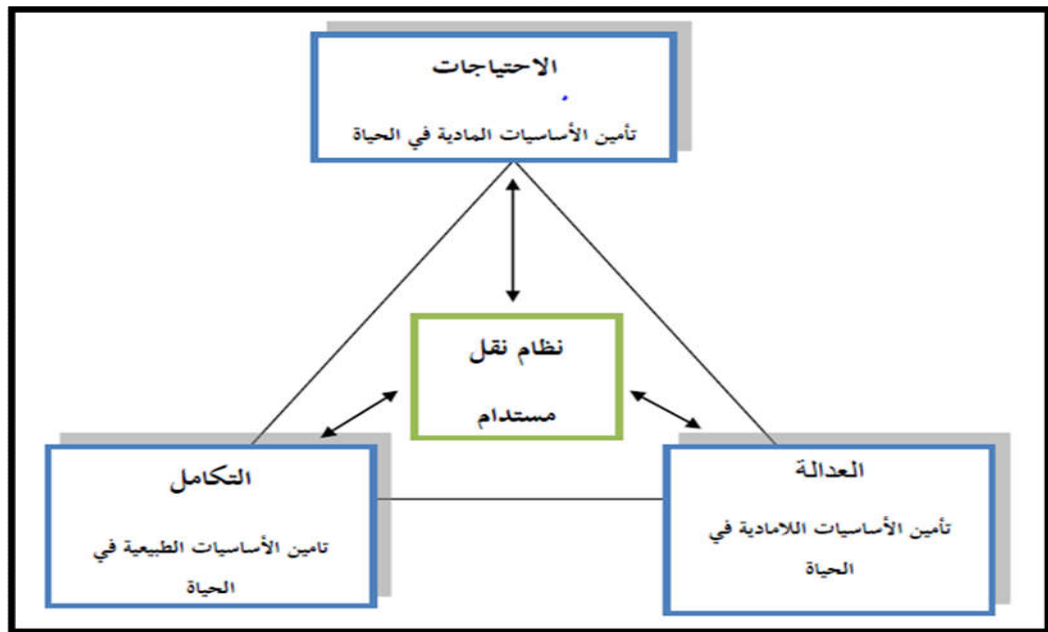 الاحتياجات
تأمين الأساسيات المادية في الحياة
نظام نقل
مستدام
العدالة
تأمين الأساسيات اللامادية في
الحياة
التكامل
تامين الأساسيات الطبيعية في
الحياة